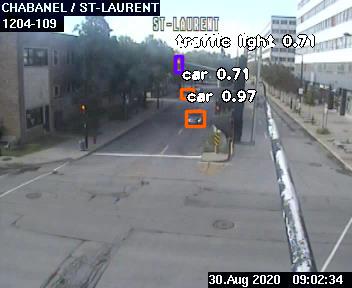 CHABANEL / ST-LAURENT
1204-109
ST-LAURENT
traffic light 0.71
car 0.71
car 0.97
30.Aug 2020 09:02:34